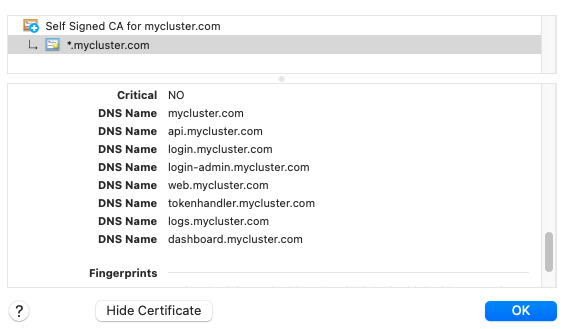 Self Signed CA for mycluster.com
*.mycluster.com
Critical NO
DNS Name mycluster.com
DNS Name api.mycluster.com
DNS Name login.mycluster.com
DNS Name login-admin.mycluster.com
DNS Name web.mycluster.com
DNS Name tokenhandler.mycluster.com
DNS Name logs.mycluster.com
DNS Name dashboard.mycluster.com
Fingerprints
? Hide Certificate OK